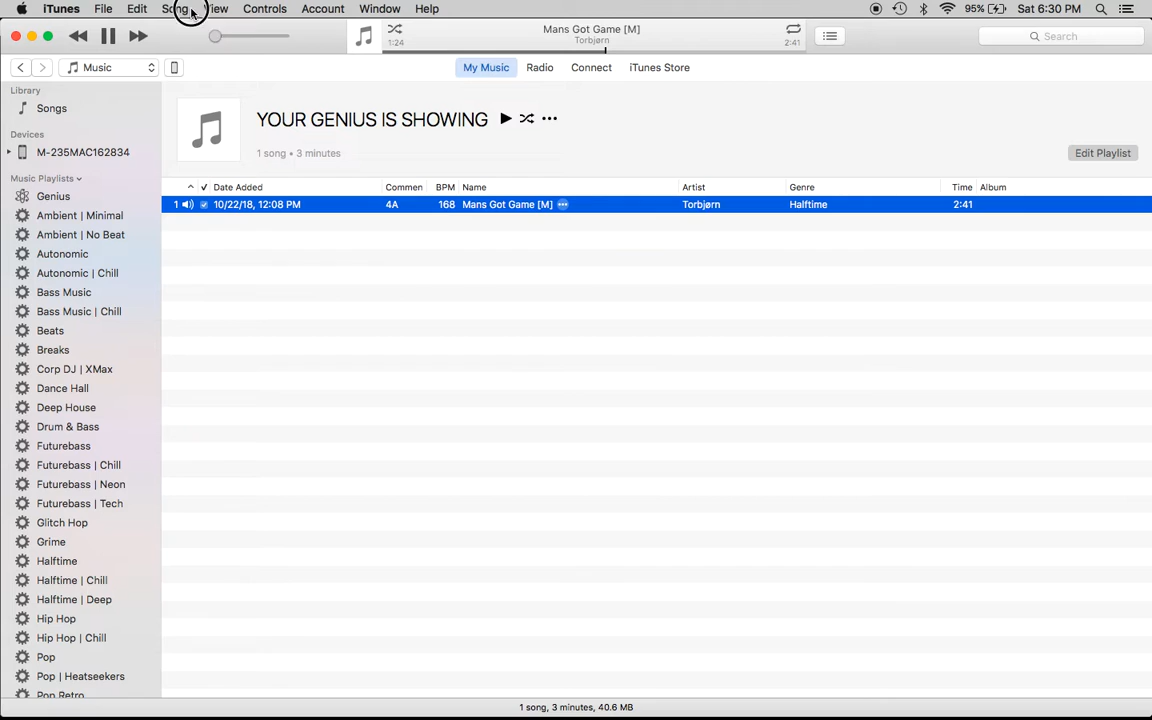 iTunes File Edit Song View Controls Account Window Help 95% Sat 6:30 PM
Mans Got Game [M]
Torbjørn
1:24 2:41
Search
Music
My Music Radio Connect iTunes Store
Library
Songs
Devices
M-235MAC162834
Music Playlists
Genius
Ambient | Minimal
Ambient | No Beat
Autonomic
Autonomic | Chill
Bass Music
Bass Music | Chill
Beats
Breaks
Corp DJ | XMax
Dance Hall
Deep House
Drum & Bass
Futurebass
Futurebass | Chill
Futurebass | Neon
Futurebass | Tech
Glitch Hop
Grime
Halftime
Halftime | Chill
Halftime | Deep
Hip Hop
Hip Hop | Chill
Pop
Pop | Heatseekers
Pop Retro
YOUR GENIUS IS SHOWING
1 song • 3 minutes
Edit Playlist
Date Added Commen BPM Name Artist Genre Time Album
1 10/22/18, 12:08 PM 4A 168 Mans Got Game [M] Torbjørn Halftime 2:41
1 song, 3 minutes, 40.6 MB